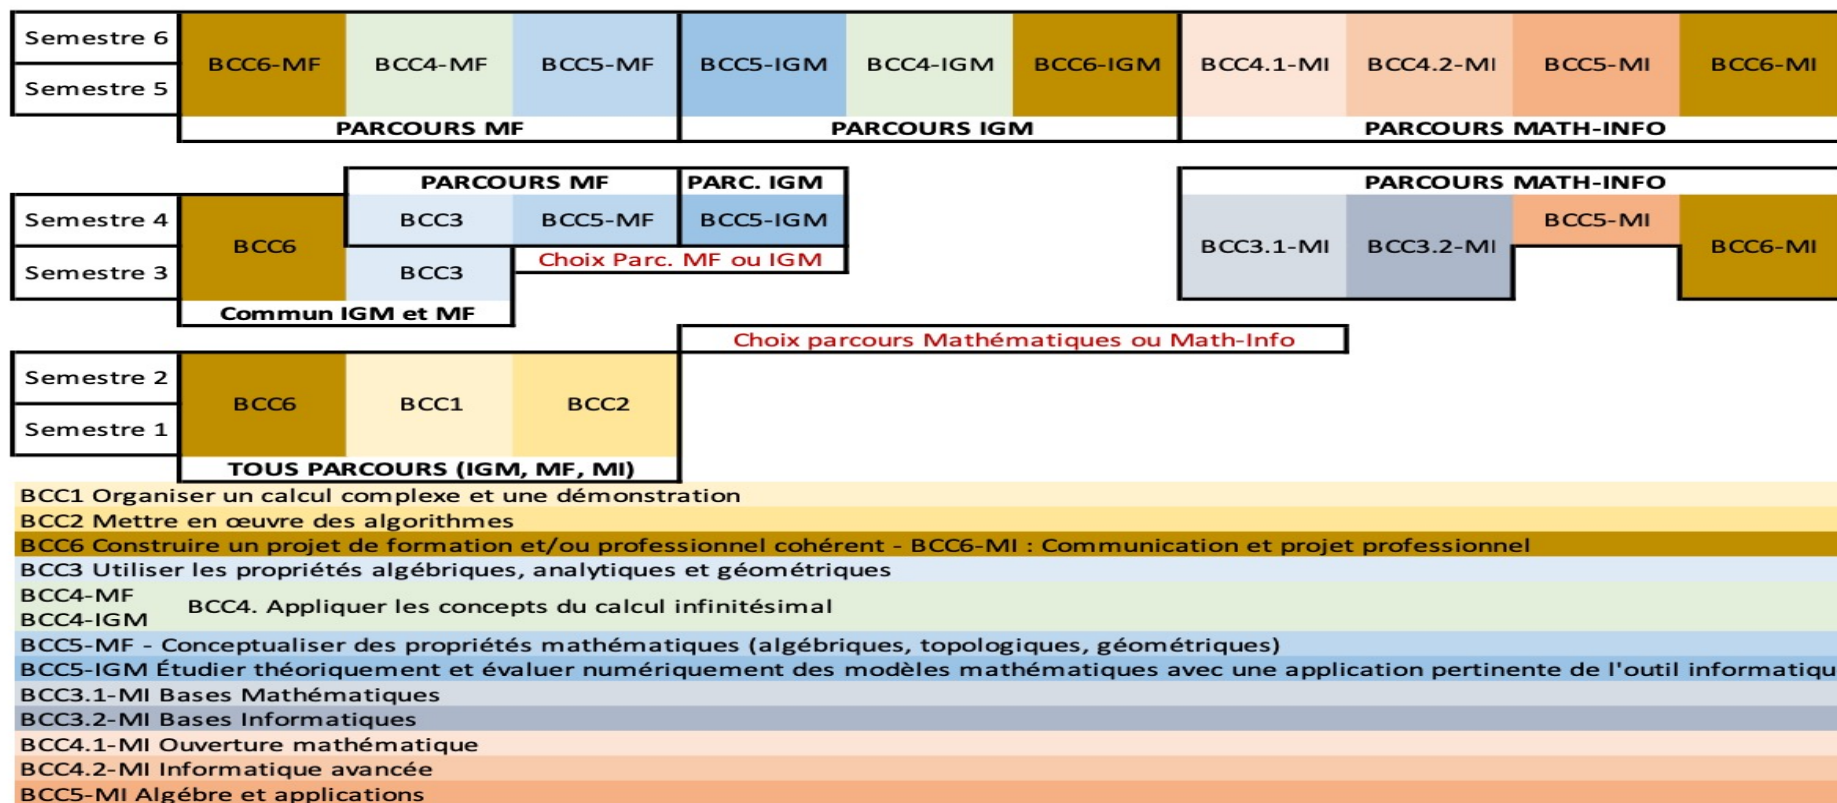 Semestre 6
BCC6-MF BCC4-MF BCC5-MF BCC5-IGM BCC4-IGM BCC6-IGM BCC4.1-MI BCC4.2-MI BCC5-MI BCC6-MI
Semestre 5
PARCOURS MF PARCOURS IGM PARCOURS MATH-INFO
PARCOURS MF PARC. IGM PARCOURS MATH-INFO
Semestre 4 BCC3 BCC5-MF BCC5-IGM BCC5-MI
BCC6 BCC3.1-MI BCC3.2-MI BCC6-MI
Semestre 3 BCC3 Choix Parc. MF ou IGM
Commun IGM et MF
Choix parcours Mathématiques ou Math-Info
Semestre 2
BCC6 BCC1 BCC2
Semestre 1
TOUS PARCOURS (IGM, MF, MI)
BCC1 Organiser un calcul complexe et une démonstration
BCC2 Mettre en œuvre des algorithmes
BCC6 Construire un projet de formation et/ou professionnel cohérent - BCC6-MI : Communication et projet professionnel
BCC3 Utiliser les propriétés algébriques, analytiques et géométriques
BCC4-MF
BCC4. Appliquer les concepts du calcul infinitésimal
BCC4-IGM
BCC5-MF - Conceptualiser des propriétés mathématiques (algébriques, topologiques, géométriques)
BCC5-IGM Étudier théoriquement et évaluer numériquement des modèles mathématiques avec une application pertinente de l'outil informatiqu
BCC3.1-MI Bases Mathématiques
BCC3.2-MI Bases Informatiques
BCC4.1-MI Ouverture mathématique
BCC4.2-MI Informatique avancée
BCC5-MI Algébre et applications